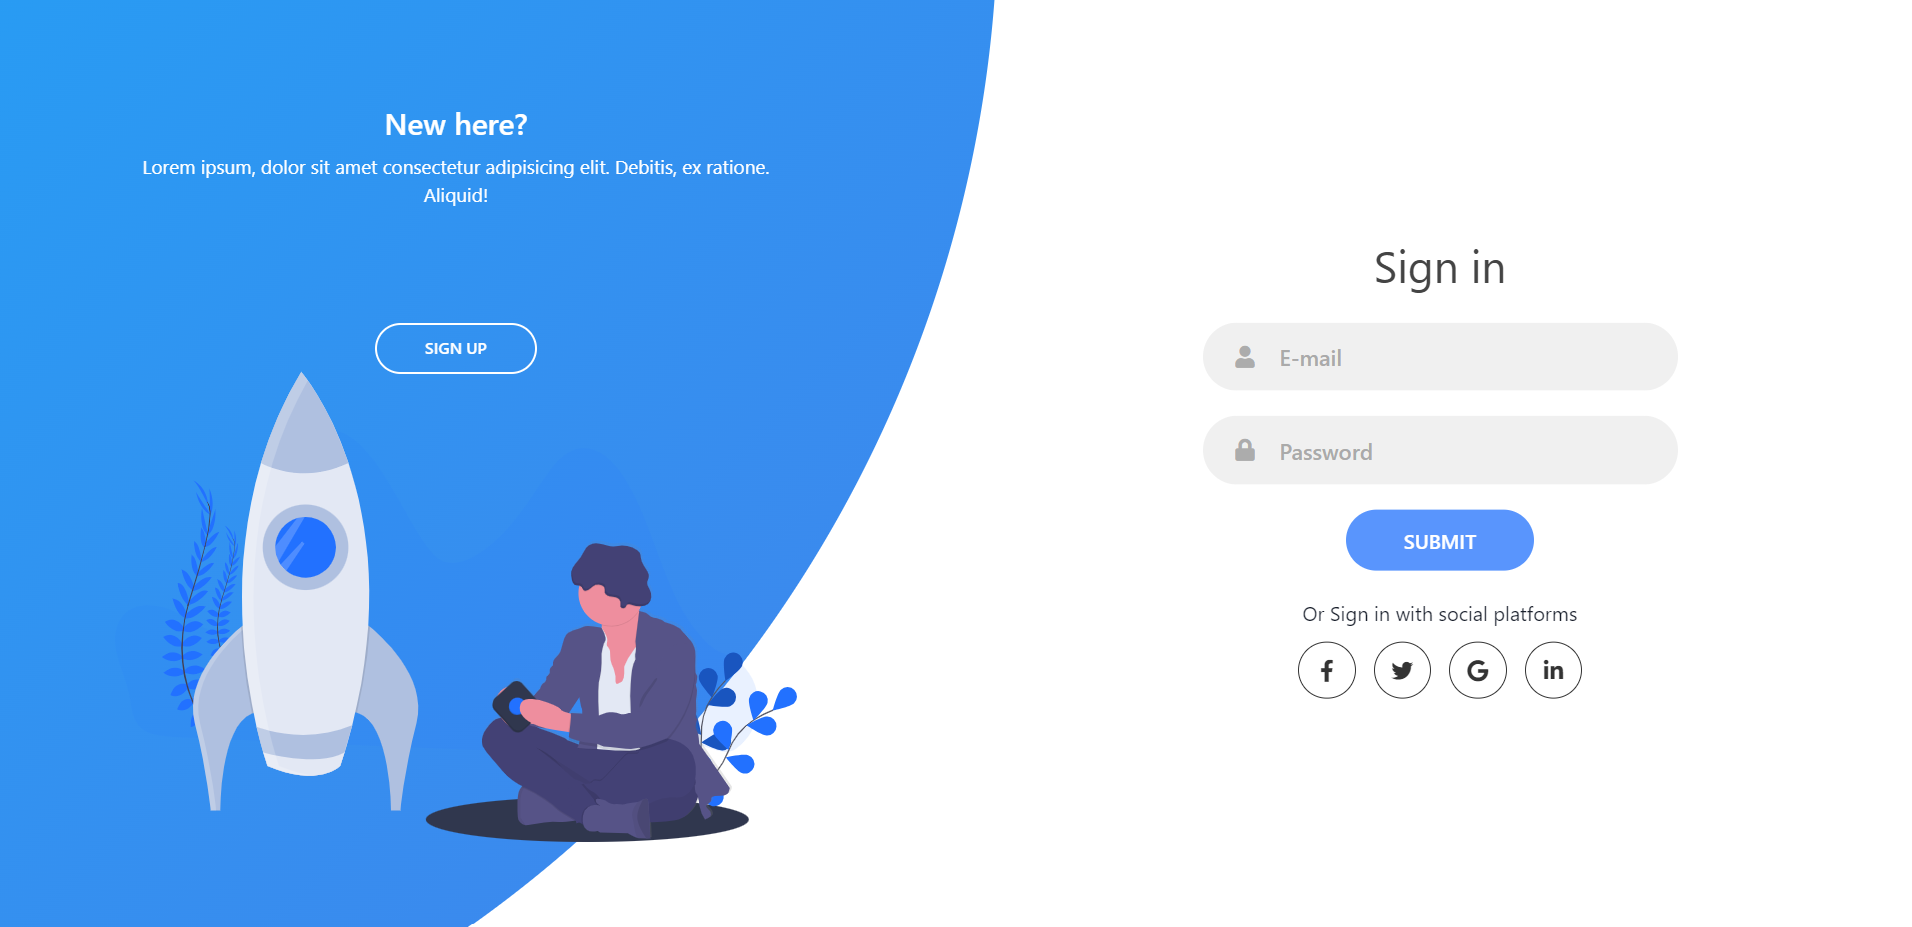 New here?
Lorem ipsum, dolor sit amet consectetur adipisicing elit. Debitis, ex ratione.
Aliquid!
SIGN UP
Sign in
E-mail
Password
SUBMIT
Or Sign in with social platforms